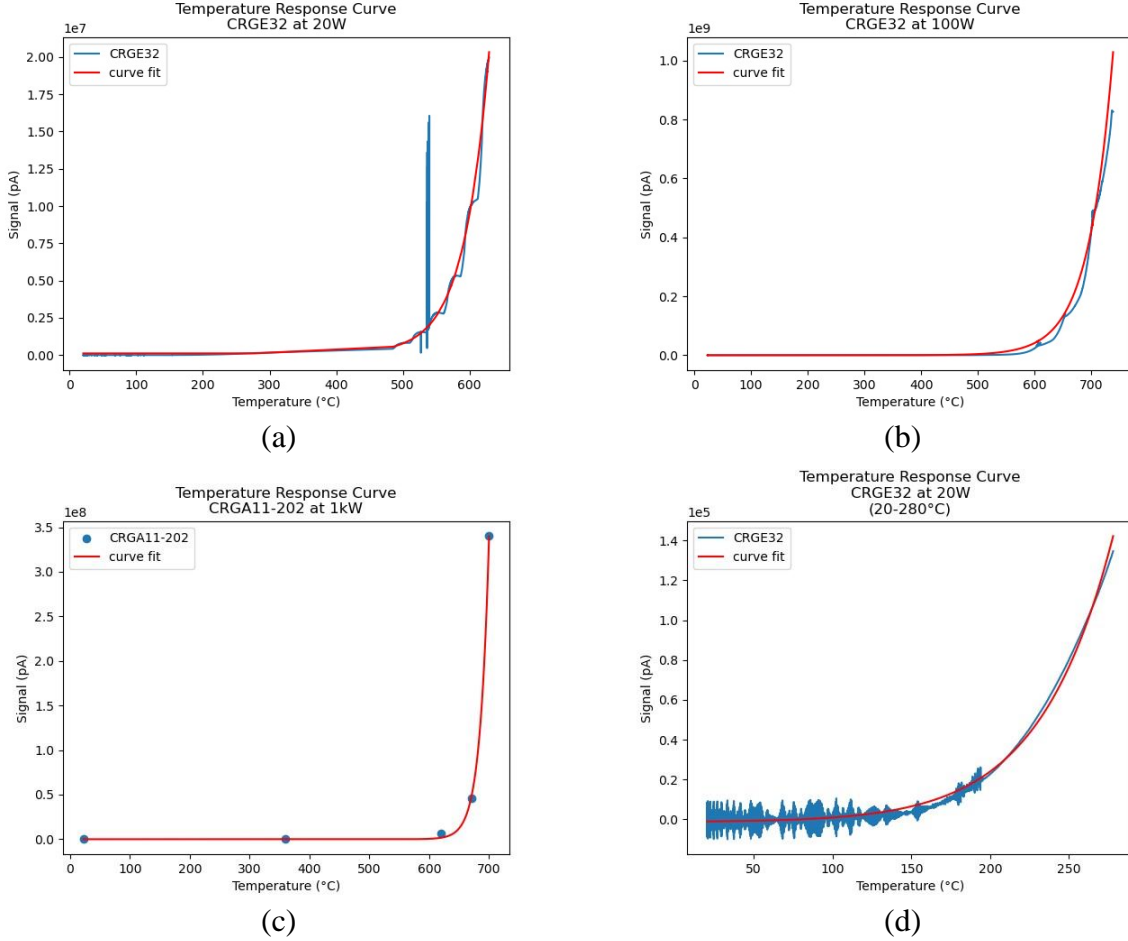 Temperature Response Curve
CRGE32 at 20W
1e7
CRGE32
curve fit
2.00
1.75
1.50
1.25
1.00
0.75
0.50
0.25
0.00
Signal (pA)
0 100 200 300 400 500 600
Temperature (°C)
(a)
Temperature Response Curve
CRGE32 at 100W
1e9
CRGE32
curve fit
1.0
0.8
0.6
0.4
0.2
0.0
Signal (pA)
0 100 200 300 400 500 600 700
Temperature (°C)
(b)
Temperature Response Curve
CRGA11-202 at 1kW
1e8
CRGA11-202
curve fit
3.5
3.0
2.5
2.0
1.5
1.0
0.5
0.0
Signal (pA)
0 100 200 300 400 500 600 700
Temperature (°C)
(c)
Temperature Response Curve
CRGE32 at 20W
(20-280°C)
1e5
CRGE32
curve fit
1.4
1.2
1.0
0.8
0.6
0.4
0.2
0.0
Signal (pA)
50 100 150 200 250
Temperature (°C)
(d)